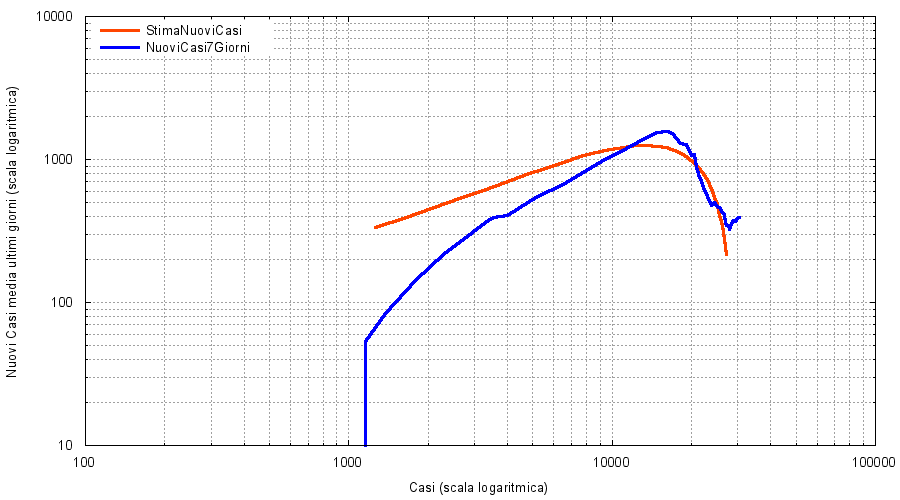 StimaNuoviCasi
NuoviCasi7Giorni
10000
1000
100
10
Nuovi Casi media ultimi giorni (scala logaritmica)
100
1000
10000
100000
Casi (scala logaritmica)